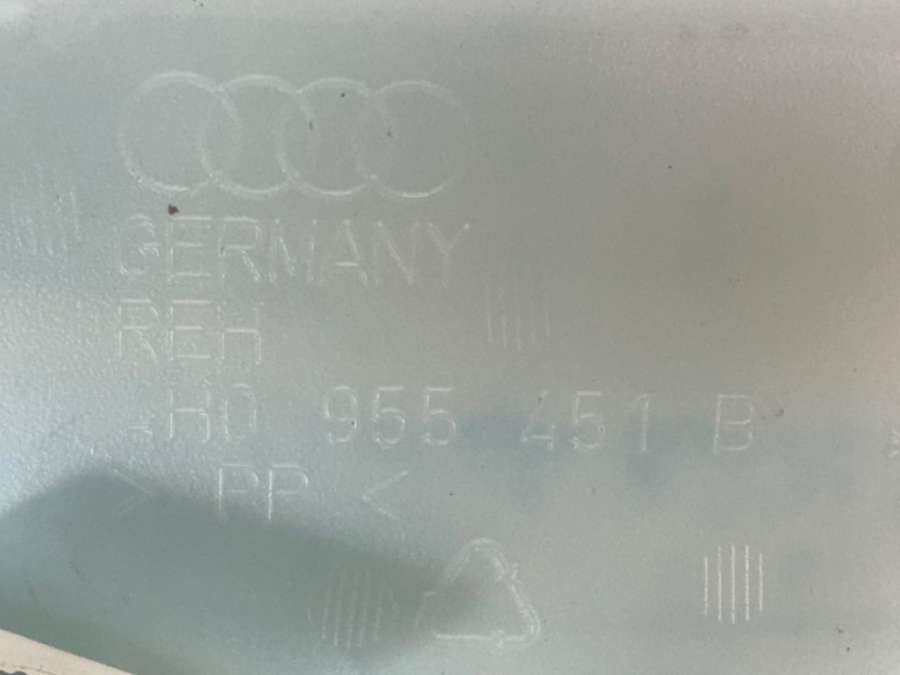 GERMANY
REH
4H0 955 451 B
> PP <